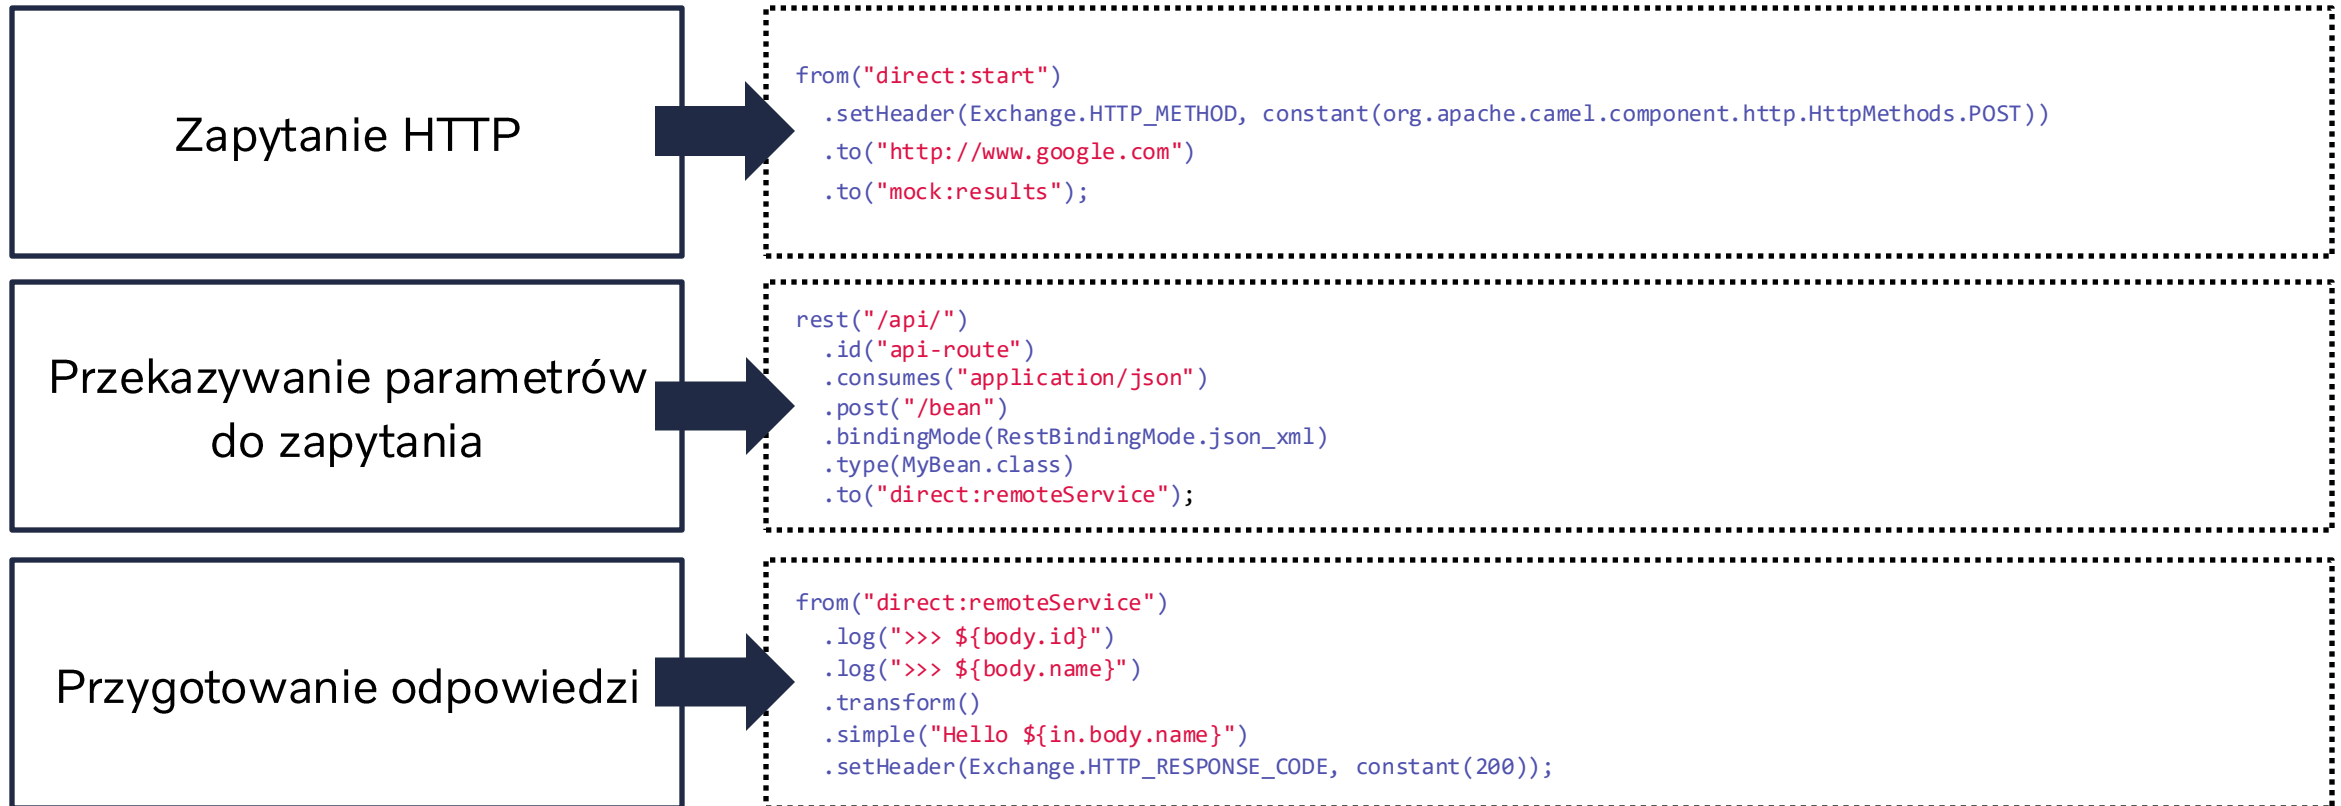 Zapytanie HTTP
from("direct:start")
.setHeader(Exchange.HTTP_METHOD, constant(org.apache.camel.component.http.HttpMethods.POST))
.to("http://www.google.com")
.to("mock:results");
Przekazywanie parametrów
do zapytania
rest("/api/")
.id("api-route")
.consumes("application/json")
.post("/bean")
.bindingMode(RestBindingMode.json_xml)
.type(MyBean.class)
.to("direct:remoteService");
Przygotowanie odpowiedzi
from("direct:remoteService")
.log(">>> ${body.id}")
.log(">>> ${body.name}")
.transform()
.simple("Hello ${in.body.name}")
.setHeader(Exchange.HTTP_RESPONSE_CODE, constant(200));